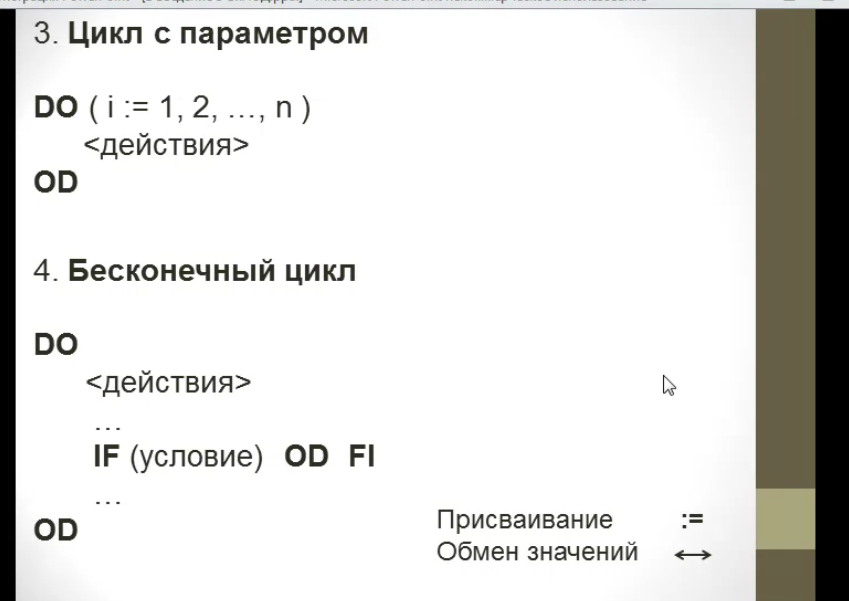 3. Цикл с параметром
DO ( i := 1, 2, …, n )
<действия>
OD
4. Бесконечный цикл
DO
<действия>
…
IF (условие) OD FI
…
OD
Присваивание :=
Обмен значений ↔